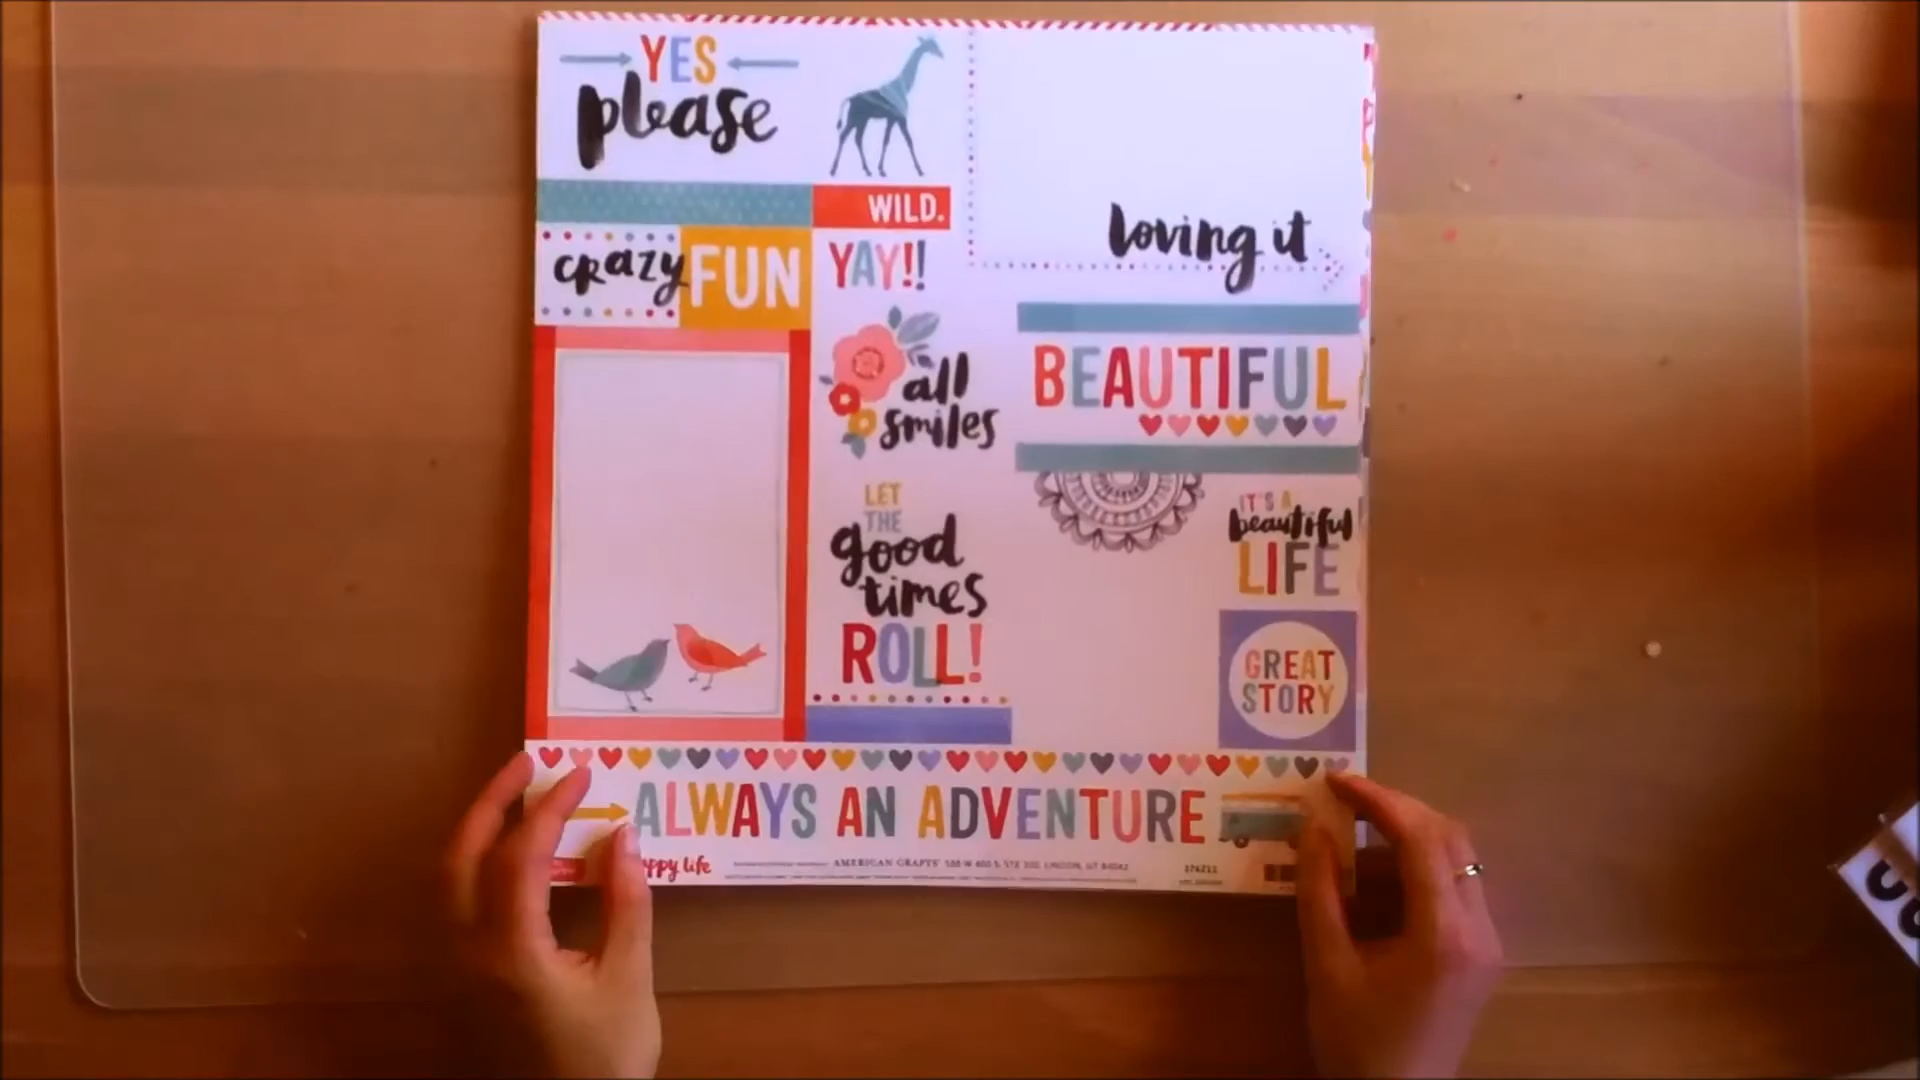 YES
please
WILD.
crazy FUN
YAY!!
loving it
all
smiles
BEAUTIFUL
LET
THE
good
times
ROLL!
IT'S A
beautiful
LIFE
GREAT
STORY
ALWAYS AN ADVENTURE
life
AMERICAN CRAFTS